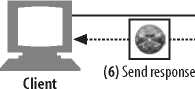 (6) Send response
Client